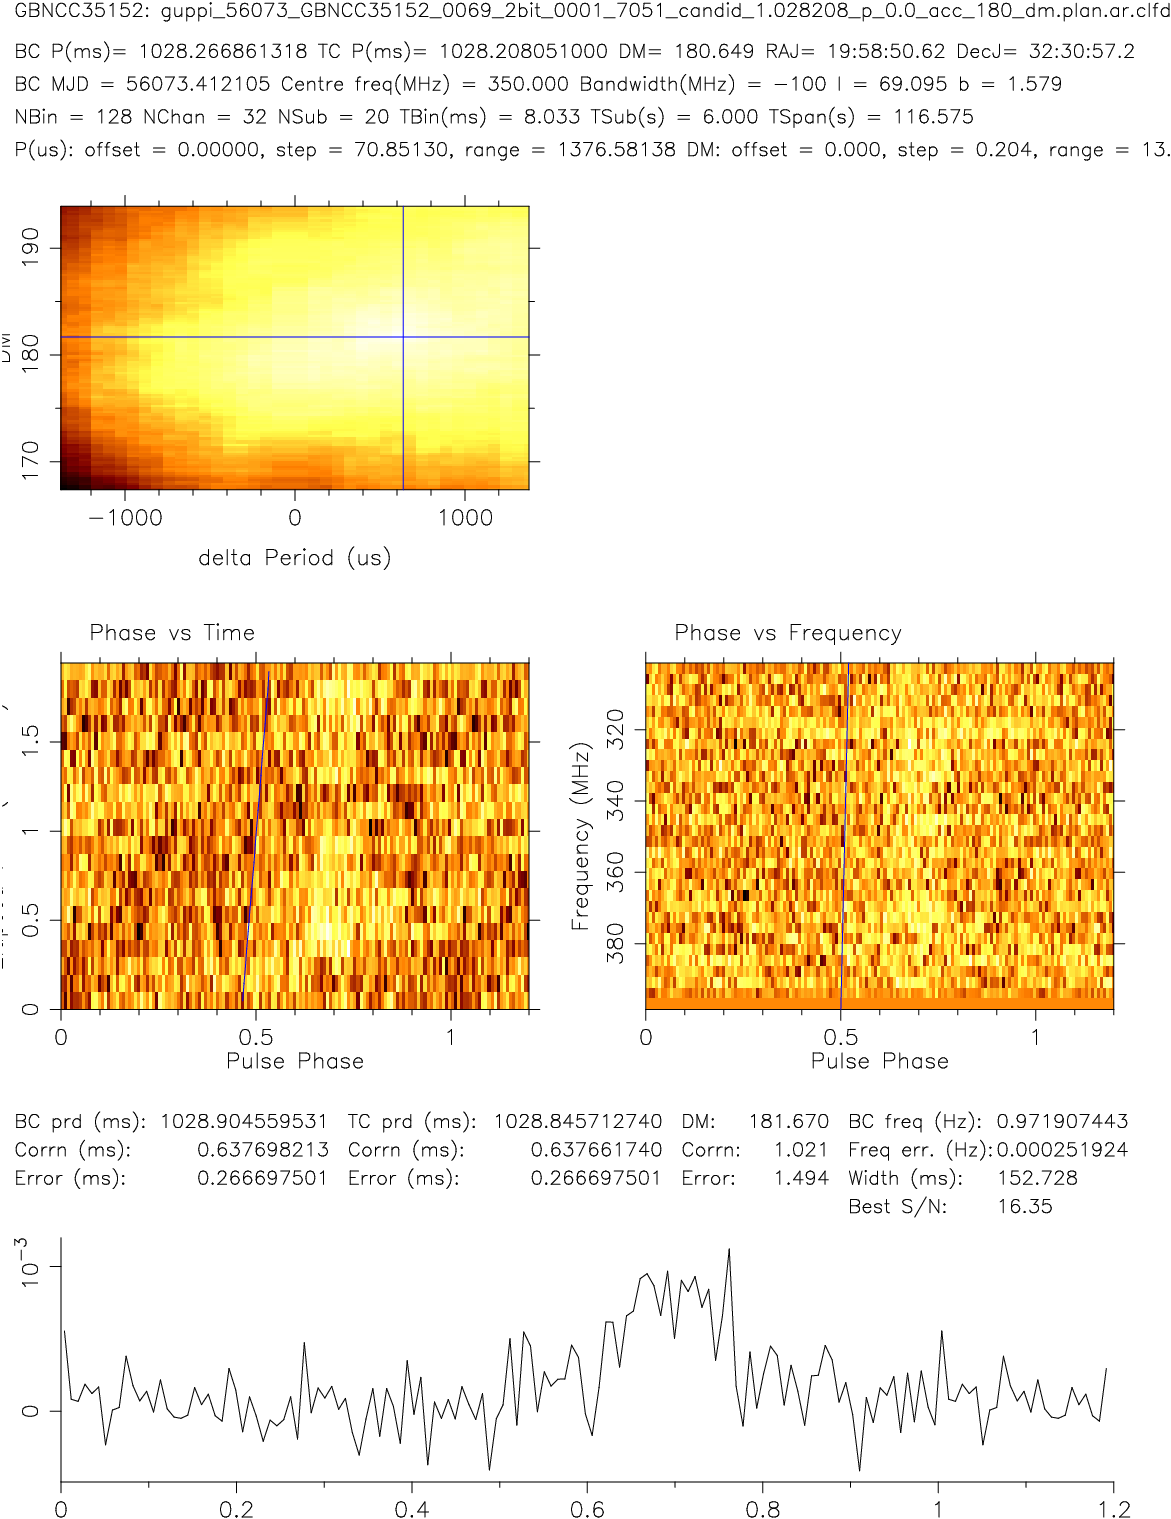 GBNCC35152: guppi_56073_GBNCC35152_0069_2bit_0001_7051_candid_1.028208_p_0.0_acc_180_dm.plan.ar.clfd
BC P(ms)= 1028.266861318 TC P(ms)= 1028.208051000 DM= 180.649 RAJ= 19:58:50.62 DecJ= 32:30:57.2
BC MJD = 56073.412105 Centre freq(MHz) = 350.000 Bandwidth(MHz) = −100 l = 69.095 b = 1.579
NBin = 128 NChan = 32 NSub = 20 TBin(ms) = 8.033 TSub(s) = 6.000 TSpan(s) = 116.575
P(us): offset = 0.00000, step = 70.85130, range = 1376.58138 DM: offset = 0.000, step = 0.204, range = 13.
DM
190
180
170
−1000 0 1000
delta Period (us)
Phase vs Time
1.5
1
0.5
0
0 0.5 1
Pulse Phase
Phase vs Frequency
Frequency (MHz)
320
340
360
380
0 0.5 1
Pulse Phase
BC prd (ms): 1028.904559531 TC prd (ms): 1028.845712740 DM: 181.670 BC freq (Hz): 0.971907443
Corrn (ms): 0.637698213 Corrn (ms): 0.637661740 Corrn: 1.021 Freq err. (Hz): 0.000251924
Error (ms): 0.266697501 Error (ms): 0.266697501 Error: 1.494 Width (ms): 152.728
Best S/N: 16.35
10−3
0
0 0.2 0.4 0.6 0.8 1 1.2